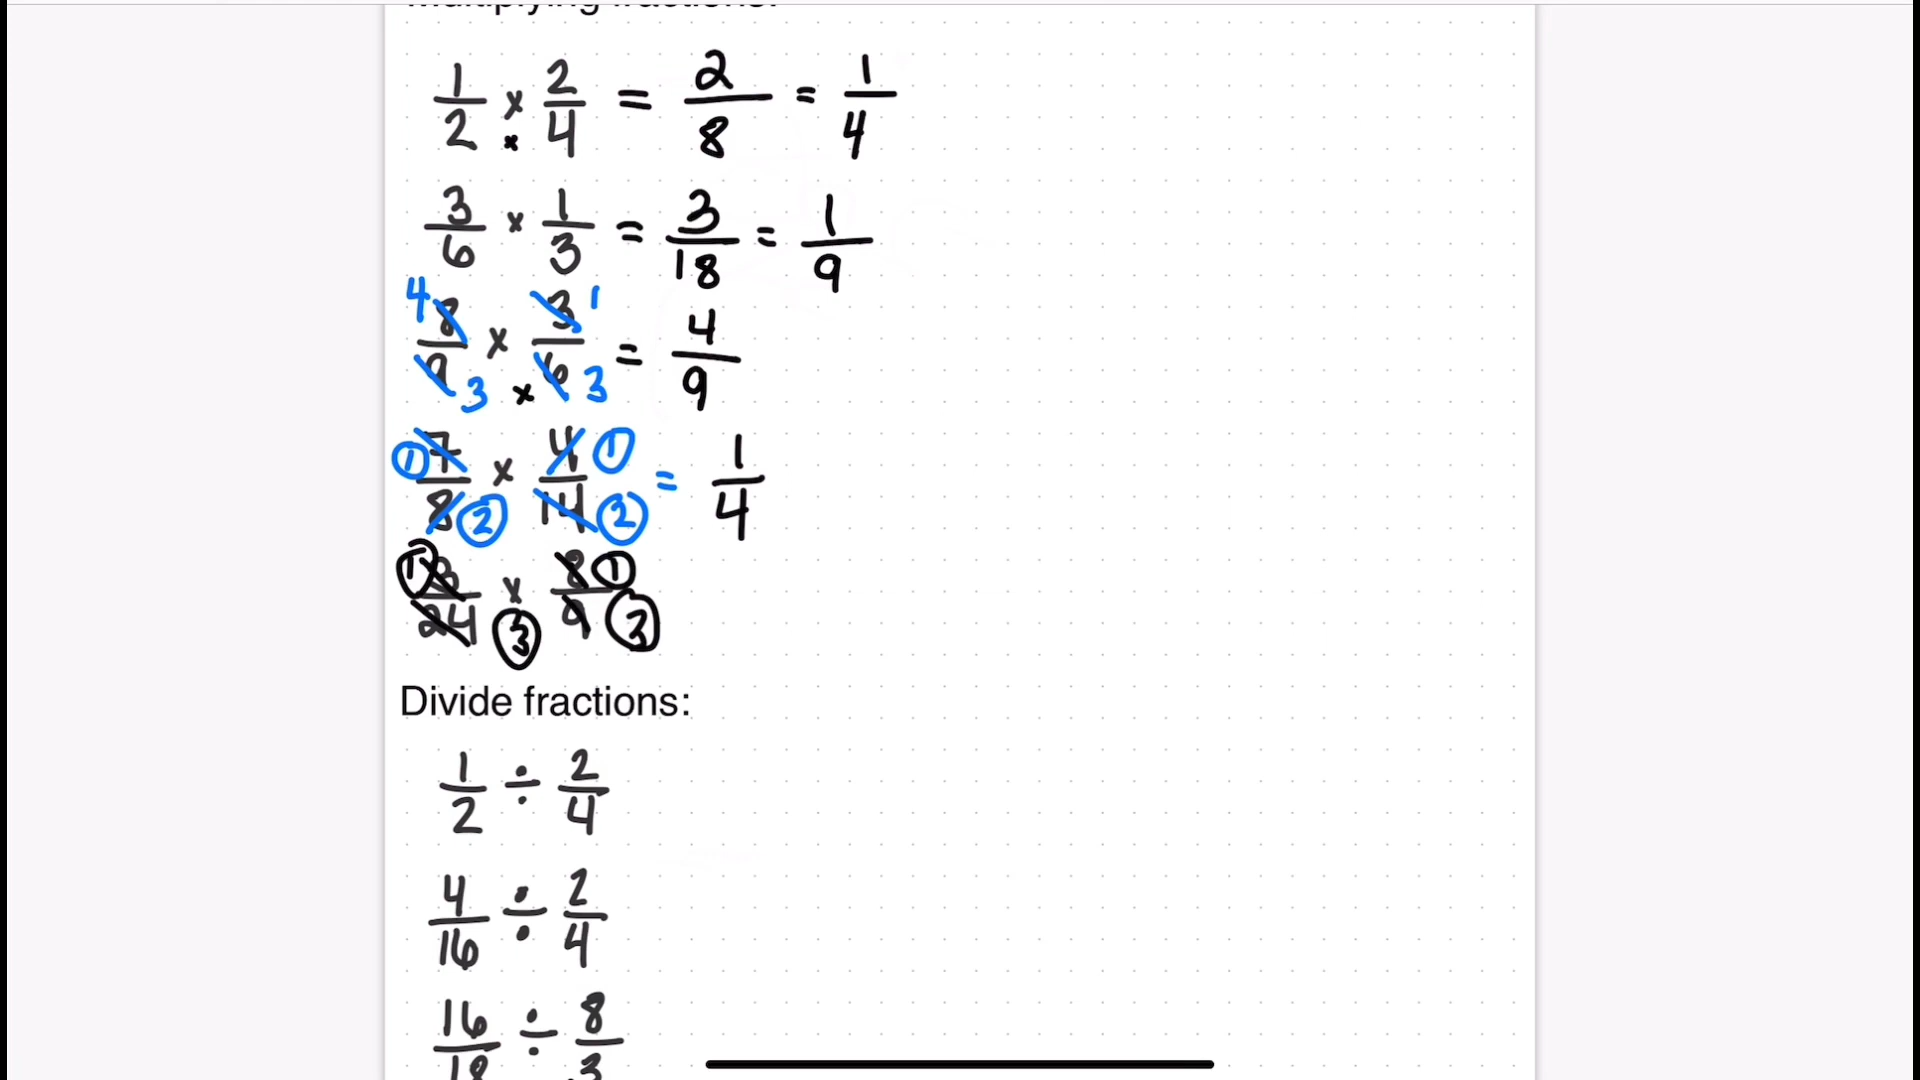 Multiplying fractions:
1/2 × 2/4 = 2/8 = 1/4
×
3/6 × 1/3 = 3/18 = 1/9
4 8/9 3 × 3/6 1 3 = 4/9
×
1 7/8 2 × 4/14 1 2 = 1/4
1 3/24 3 × 8/9 1 3
Divide fractions:
1/2 ÷ 2/4
4/16 ÷ 2/4
16/18 ÷ 8/3